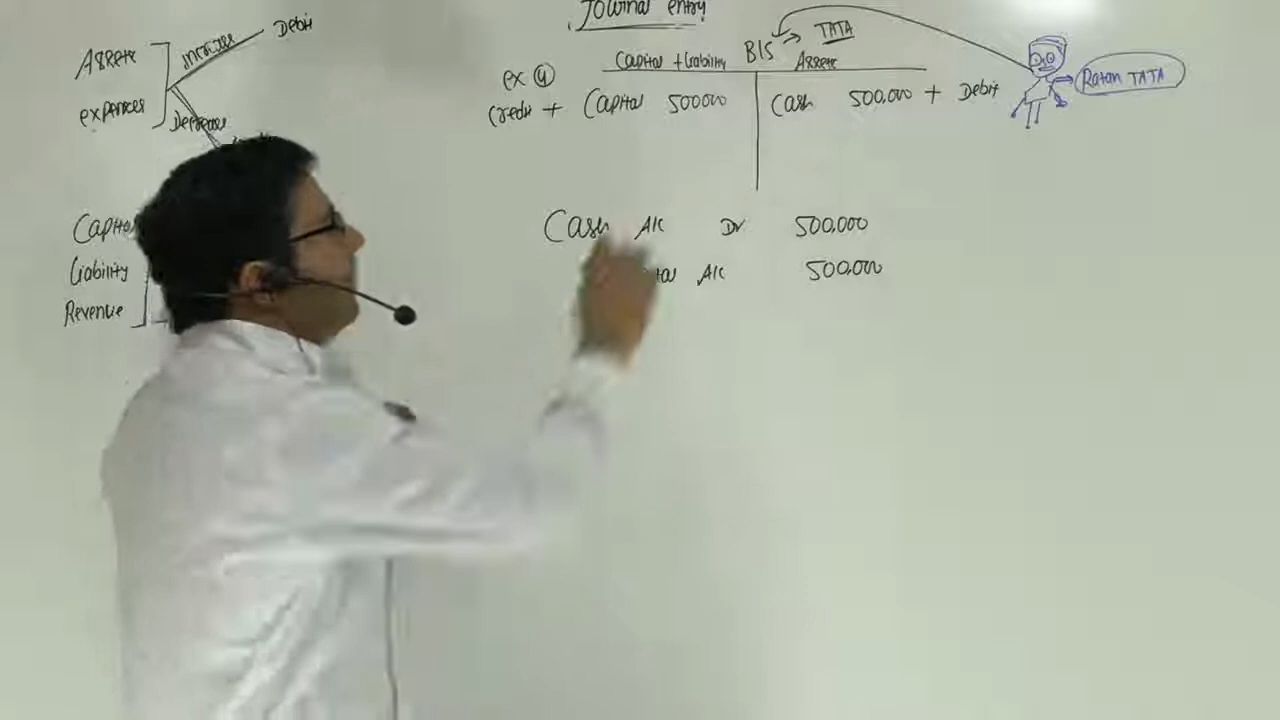 Journal entry
Assets
expences
increase
Debit
Decrease
Capital
Liability
Revenue
TATA
B/S
Capital + Liability
Assets
ex ④
Credit + Capital 500000
Cash 500,000 + Debit
Ratan TATA
Cash A/c Dr 500,000
A/c 500,000